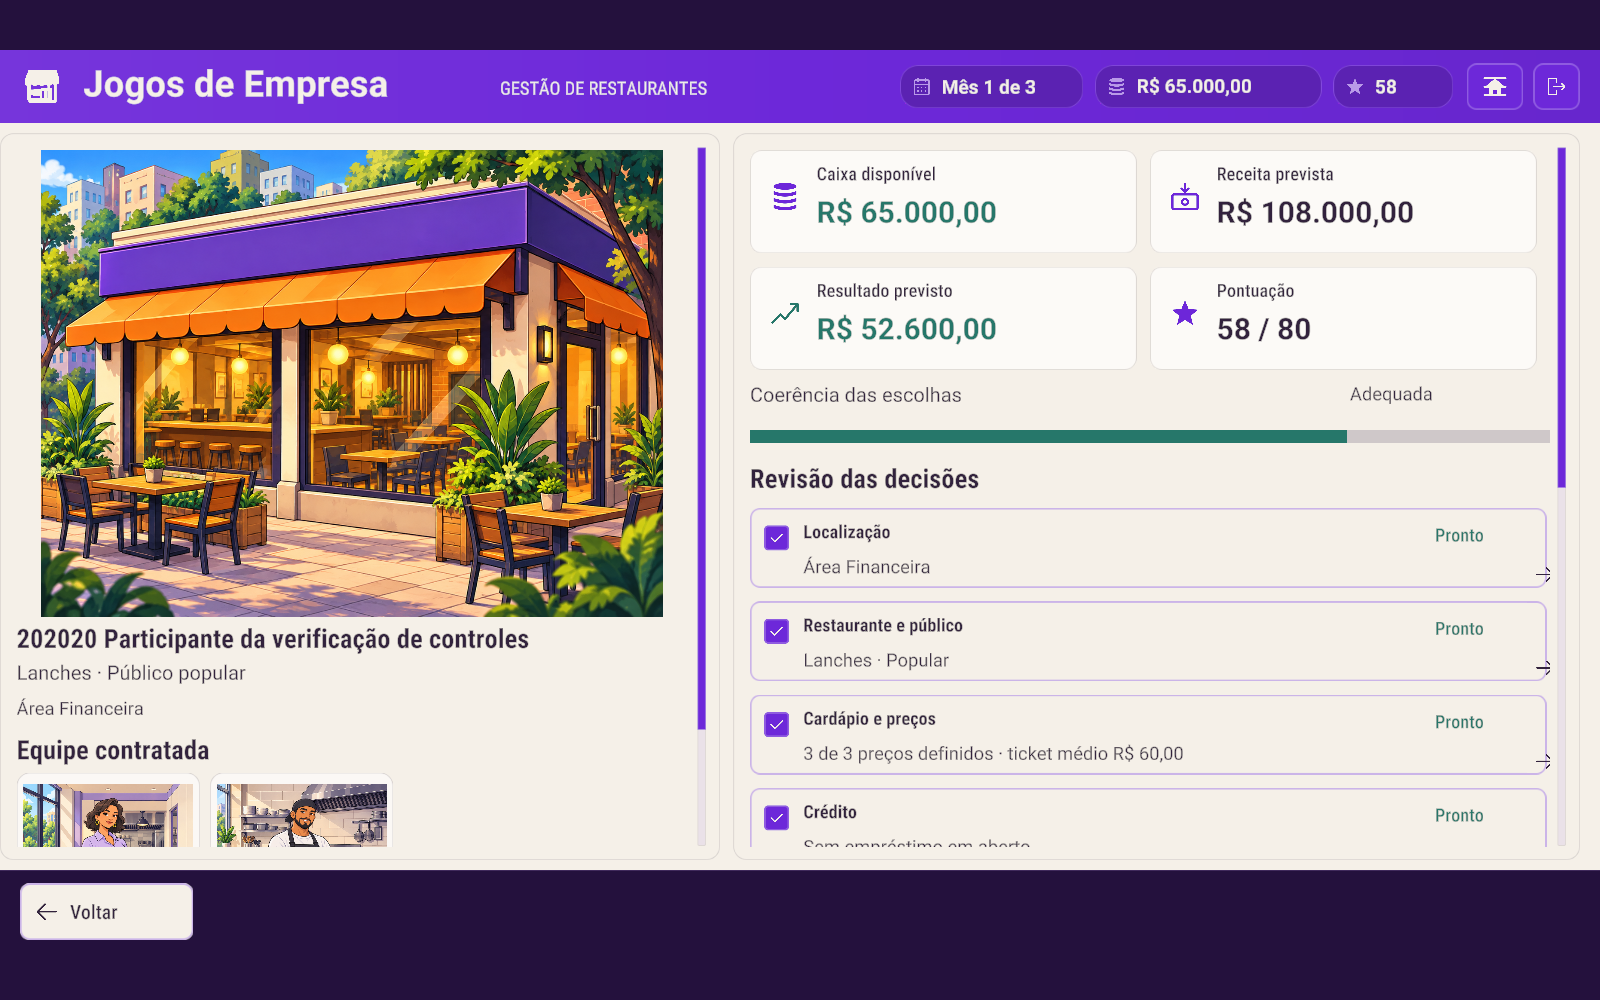 Jogos de Empresa
GESTÃO DE RESTAURANTES
Mês 1 de 3
R$ 65.000,00
58
202020 Participante da verificação de controles
Lanches · Público popular
Área Financeira
Equipe contratada
Caixa disponível
R$ 65.000,00
Receita prevista
R$ 108.000,00
Resultado previsto
R$ 52.600,00
Pontuação
58 / 80
Coerência das escolhas
Adequada
Revisão das decisões
Localização
Pronto
Área Financeira
Restaurante e público
Pronto
Lanches · Popular
Cardápio e preços
Pronto
3 de 3 preços definidos · ticket médio R$ 60,00
Crédito
Pronto
Sem empréstimo em aberto
Voltar